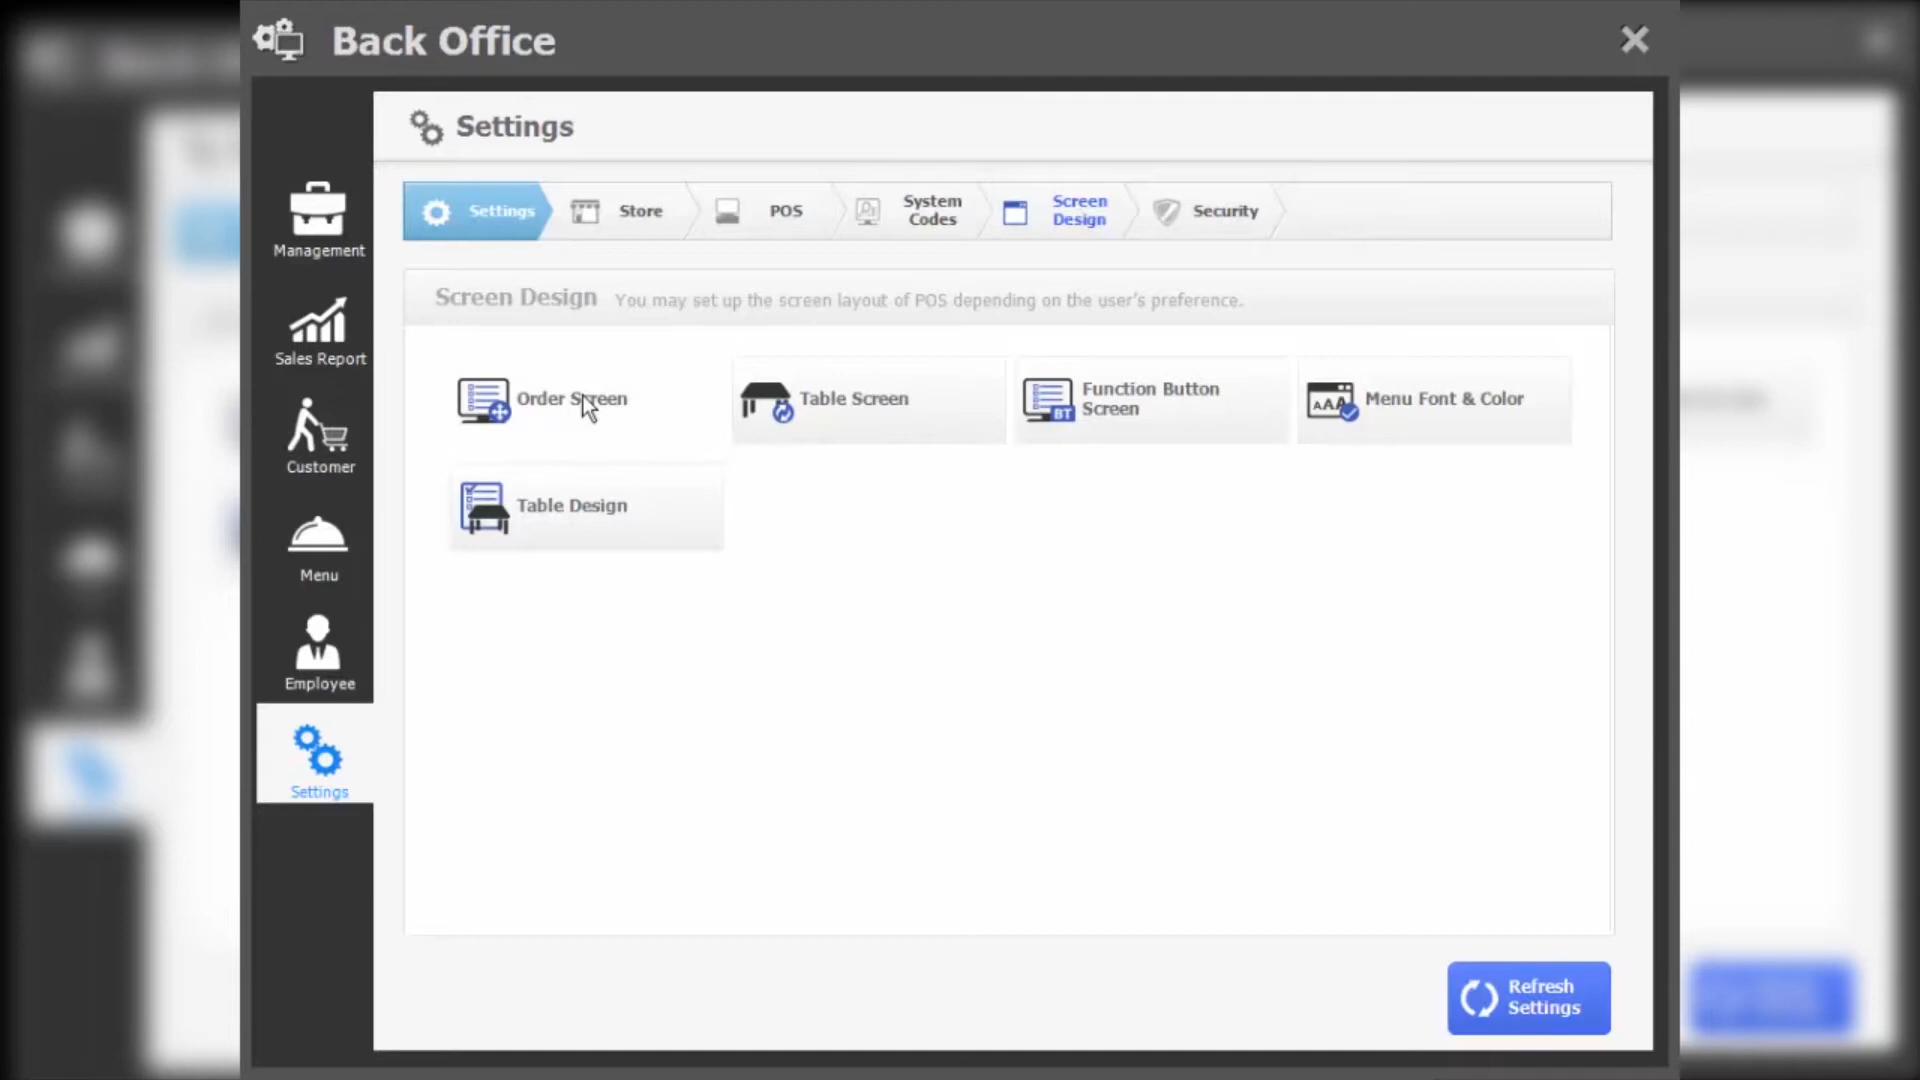 Back Office
Settings
Settings
Store
POS
System
Codes
Screen
Design
Security
Screen Design You may set up the screen layout of POS depending on the user's preference.
Order Screen
Table Screen
Function Button
Screen
BT
AAA
Menu Font & Color
Table Design
Management
Sales Report
Customer
Menu
Employee
Settings
Refresh
Settings